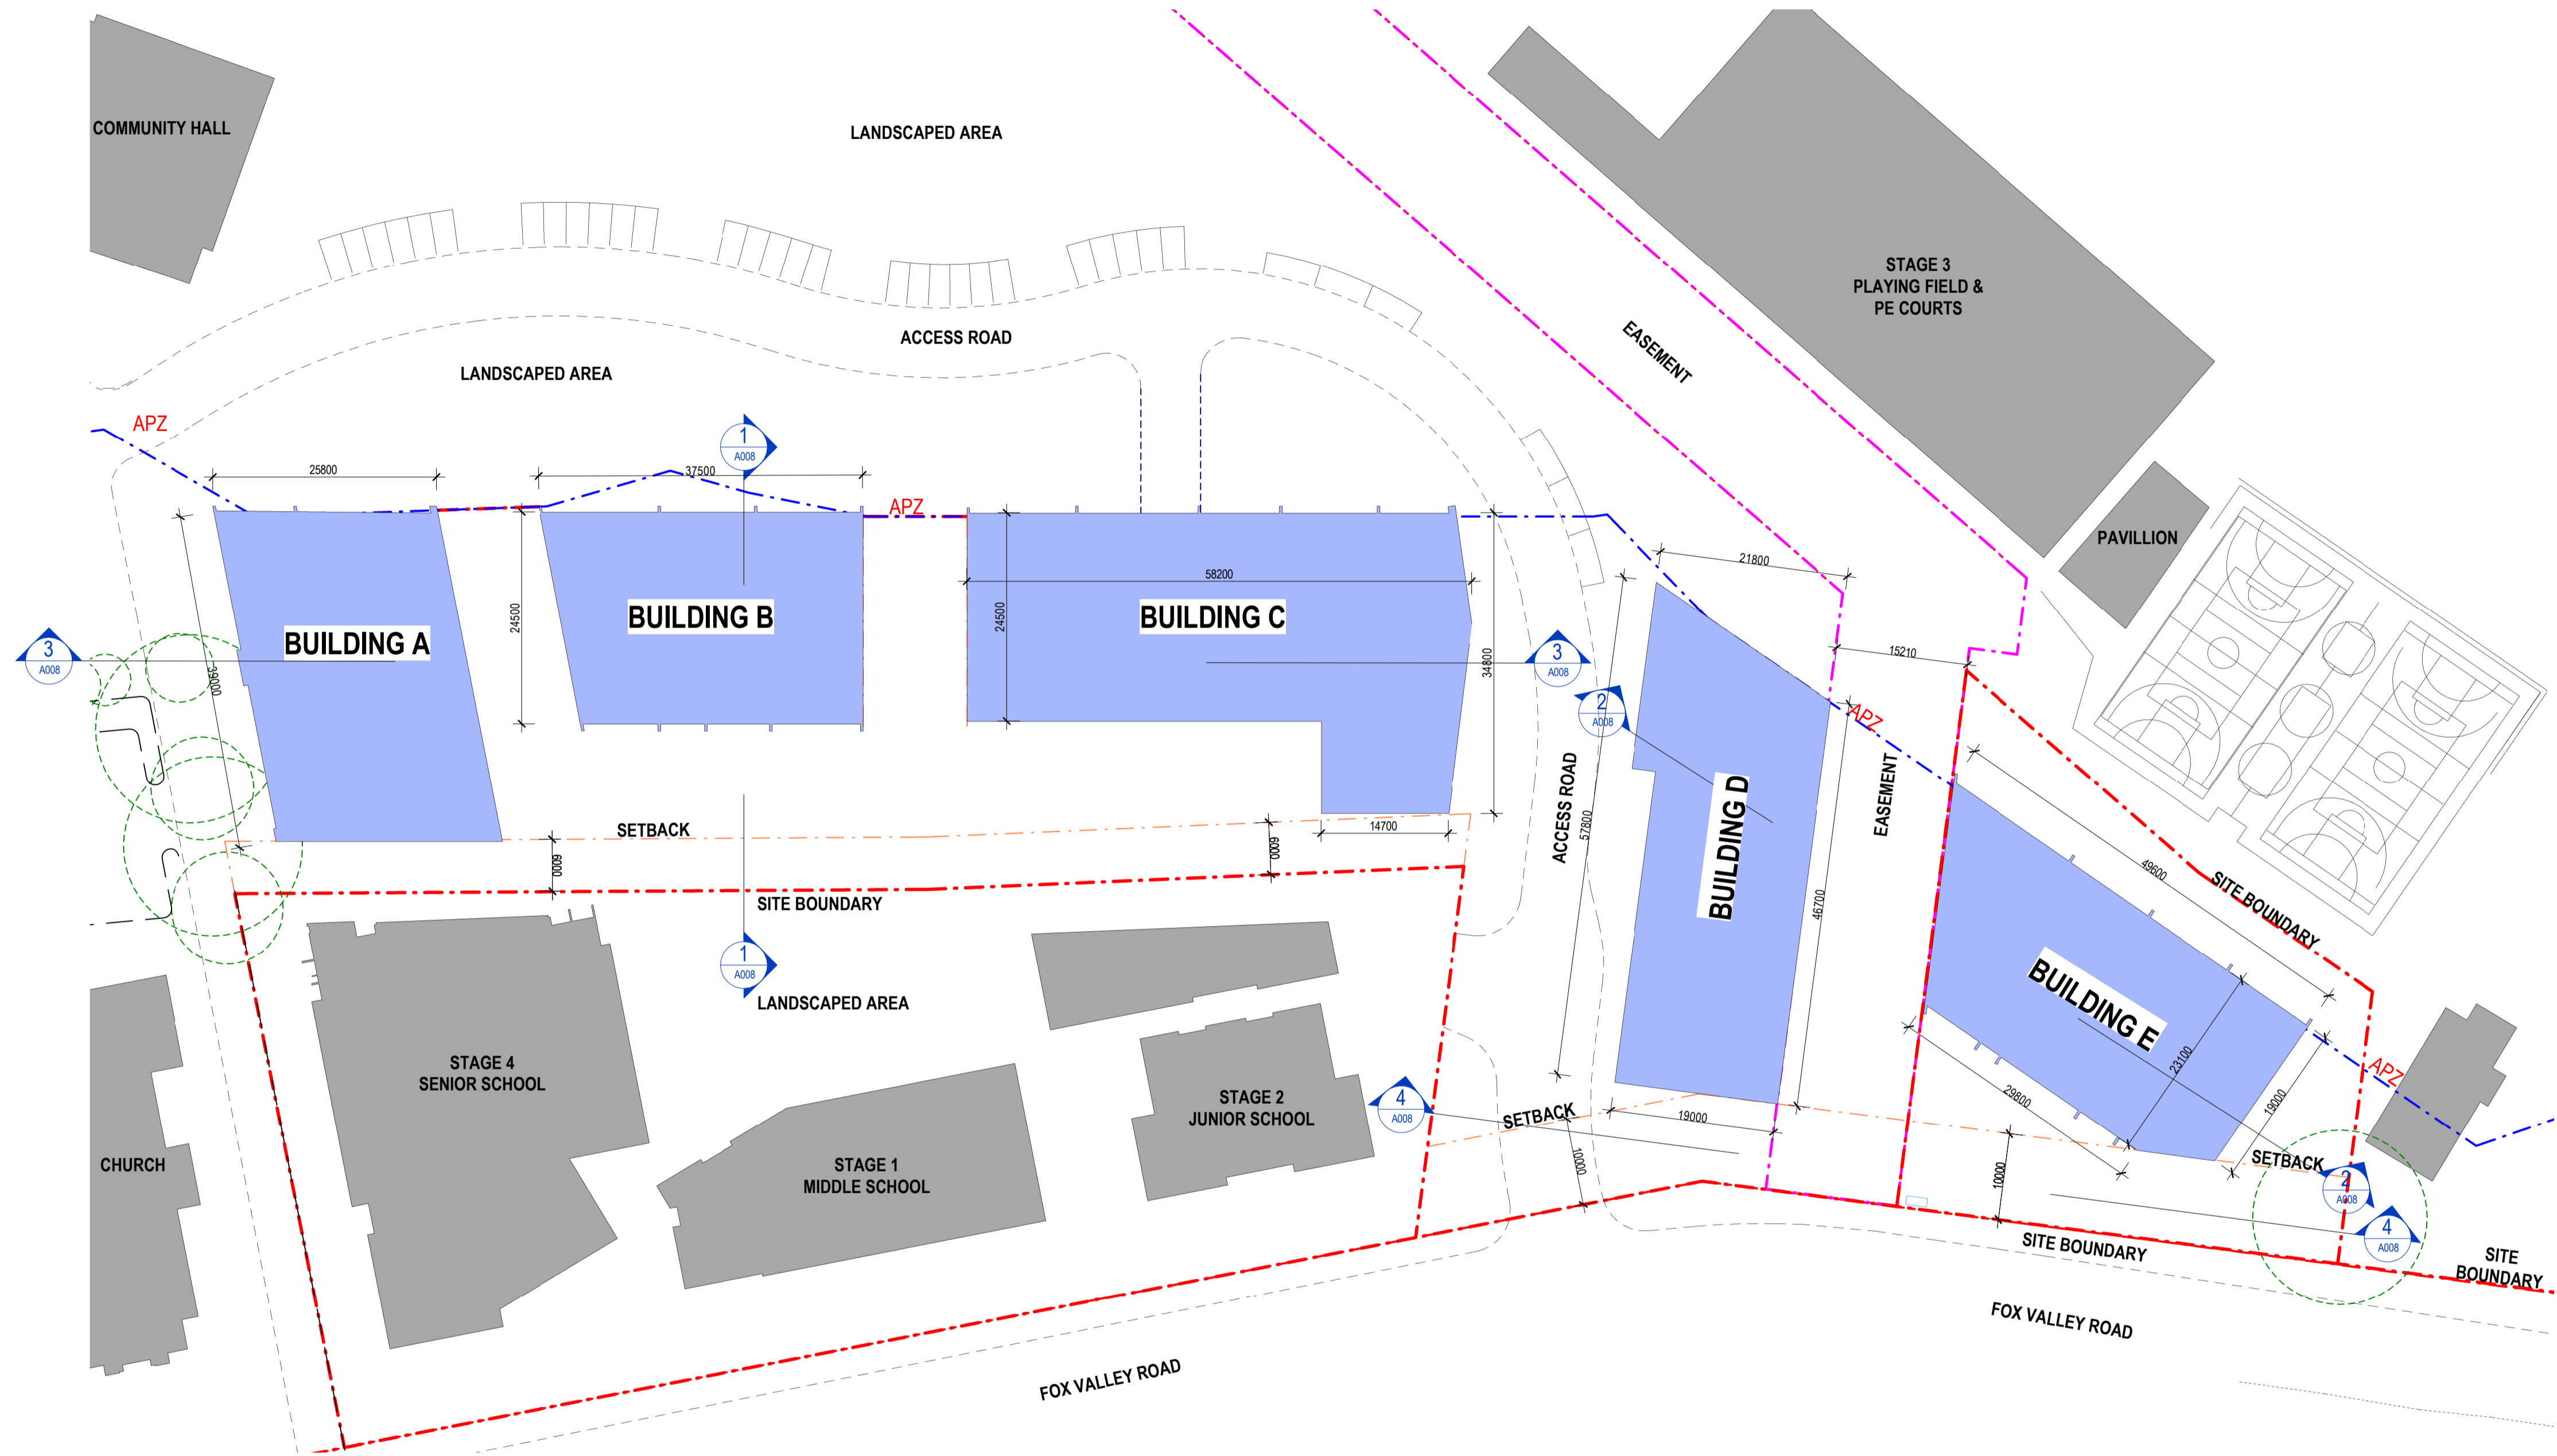 COMMUNITY HALL
LANDSCAPED AREA
STAGE 3
PLAYING FIELD &
PE COURTS
EASEMENT
ACCESS ROAD
LANDSCAPED AREA
APZ
1
A008
25800
37500
APZ
PAVILLION
21800
58200
BUILDING A
24500
BUILDING B
24500
BUILDING C
34800
3
A008
39000
3
A008
15210
2
A008
APZ
ACCESS ROAD
57800
BUILDING D
EASEMENT
46700
SETBACK
14700
6000
6000
49600
SITE BOUNDARY
SITE BOUNDARY
1
A008
LANDSCAPED AREA
BUILDING E
23100
STAGE 4
SENIOR SCHOOL
STAGE 2
JUNIOR SCHOOL
4
A008
SETBACK
19000
29800
19000
APZ
CHURCH
STAGE 1
MIDDLE SCHOOL
10000
10000
SETBACK
2
A008
4
A008
SITE BOUNDARY
SITE
BOUNDARY
FOX VALLEY ROAD
FOX VALLEY ROAD